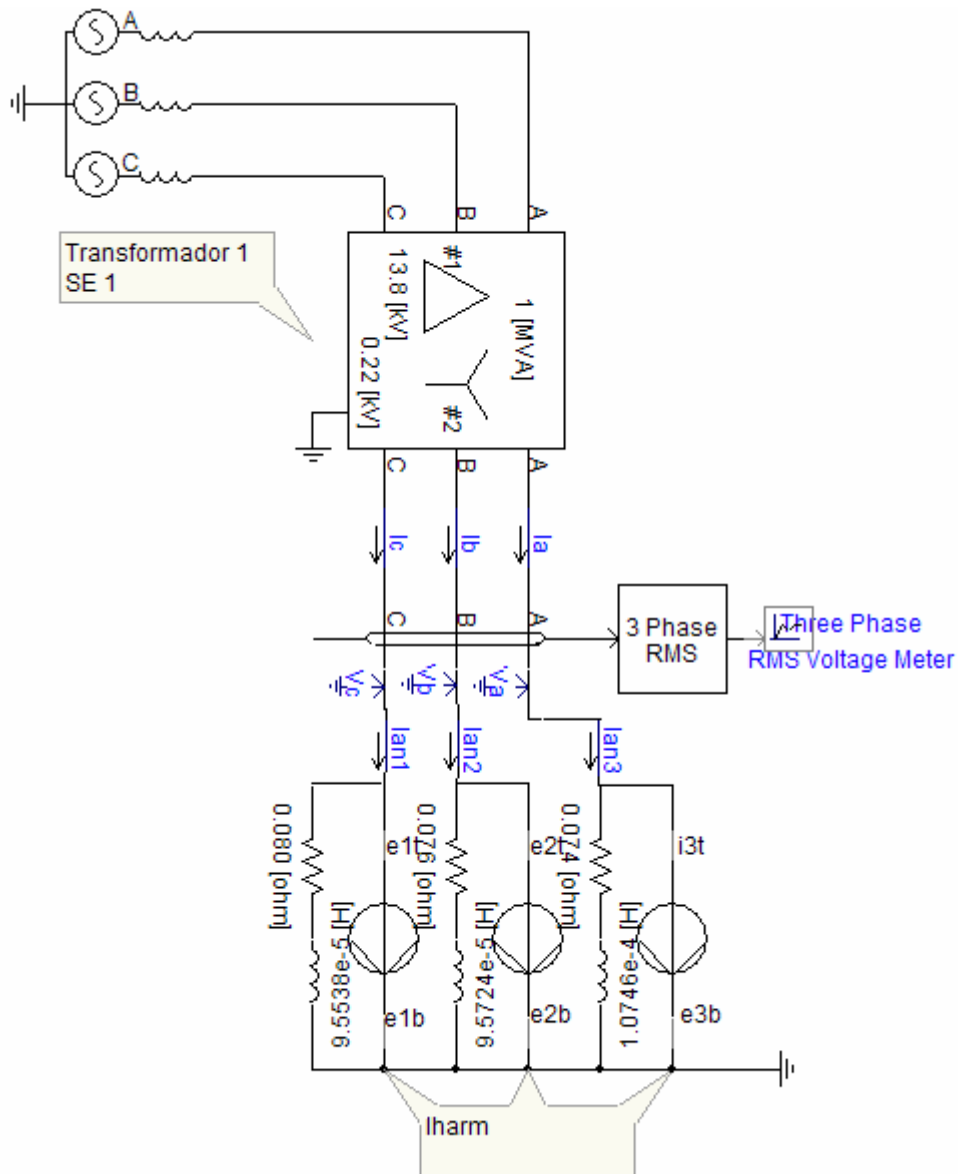 A
B
C
Transformador 1
SE 1
C
B
A
#1
13.8 [kV]
1 [MVA]
0.22 [kV]
#2
C
B
A
Ic
Ib
Ia
C
B
A
3 Phase
RMS
Three Phase
RMS Voltage Meter
Vc
Vb
Va
Ian1
Ian2
Ian3
0.080 [ohm]
e1t
0.076 [ohm]
e2t
0.074 [ohm]
i3t
9.5538e-5 [H]
9.5724e-5 [H]
1.0746e-4 [H]
e1b
e2b
e3b
Iharm